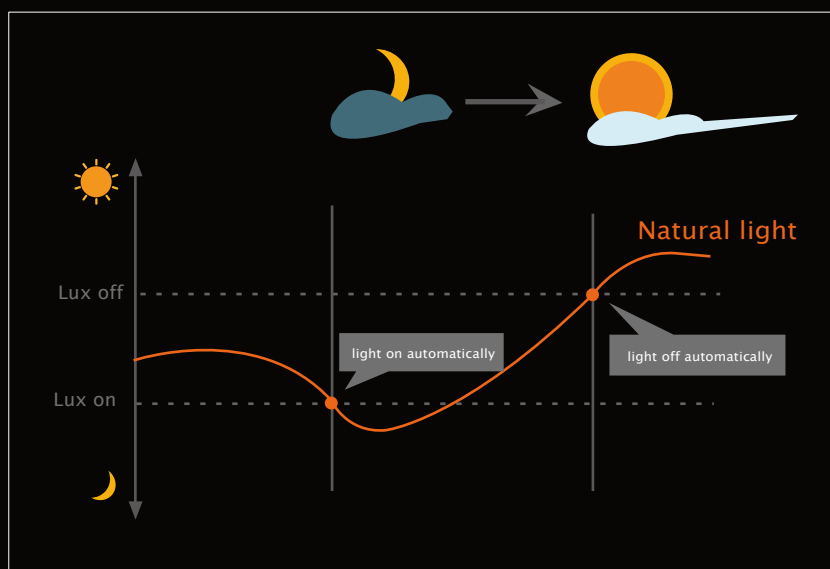 Natural light
Lux off
light on automatically
light off automatically
Lux on